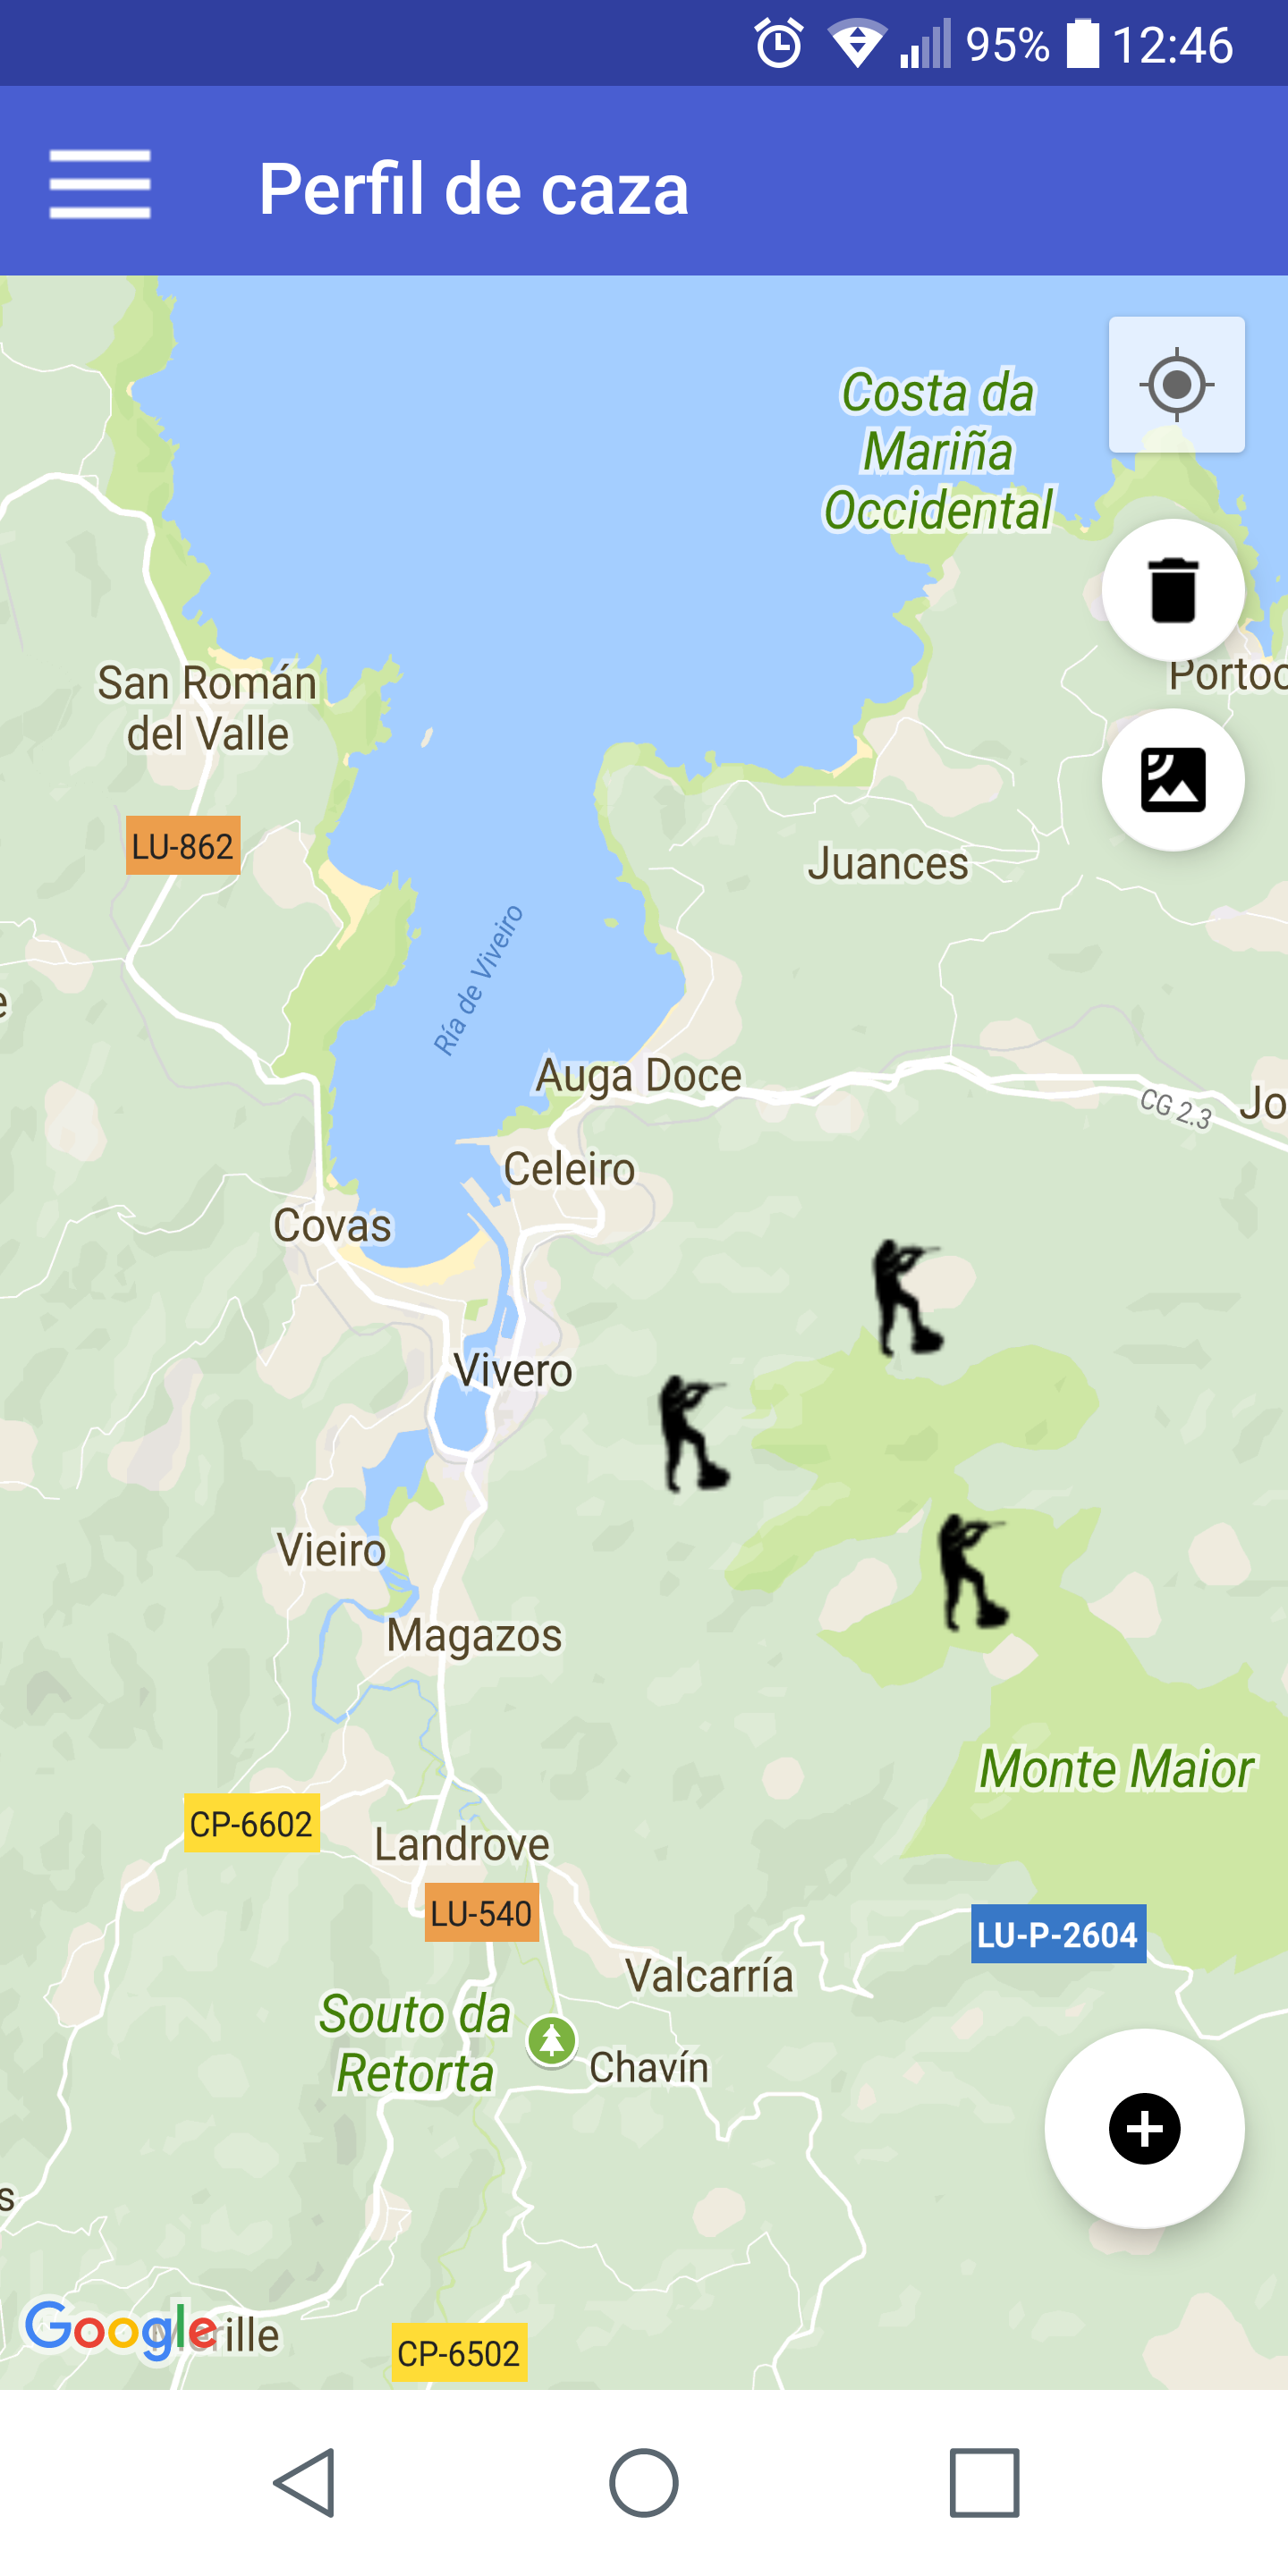 95% 12:46
Perfil de caza
Costa da
Mariña
Occidental
San Román
del Valle
Portoc
LU-862
Juances
Ría de Viveiro
Auga Doce
CG 2.3
Jo
Celeiro
Covas
Vivero
Vieiro
Magazos
Monte Maior
CP-6602
Landrove
LU-540
LU-P-2604
Valcarría
Souto da
Retorta
Chavín
s
Google
CP-6502